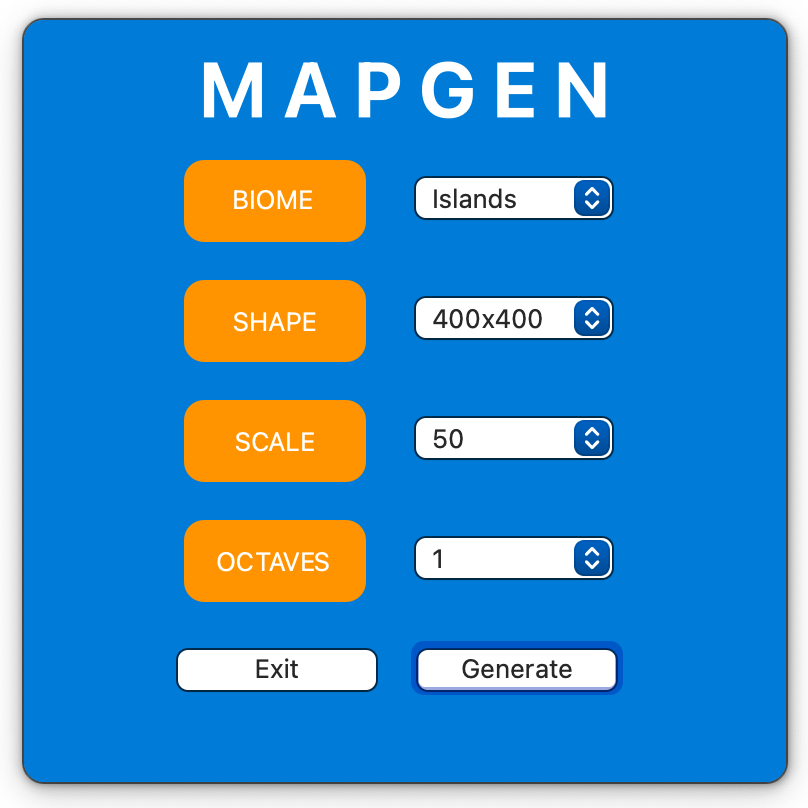 MAPGEN
BIOME Islands
SHAPE 400x400
SCALE 50
OCTAVES 1
Exit Generate